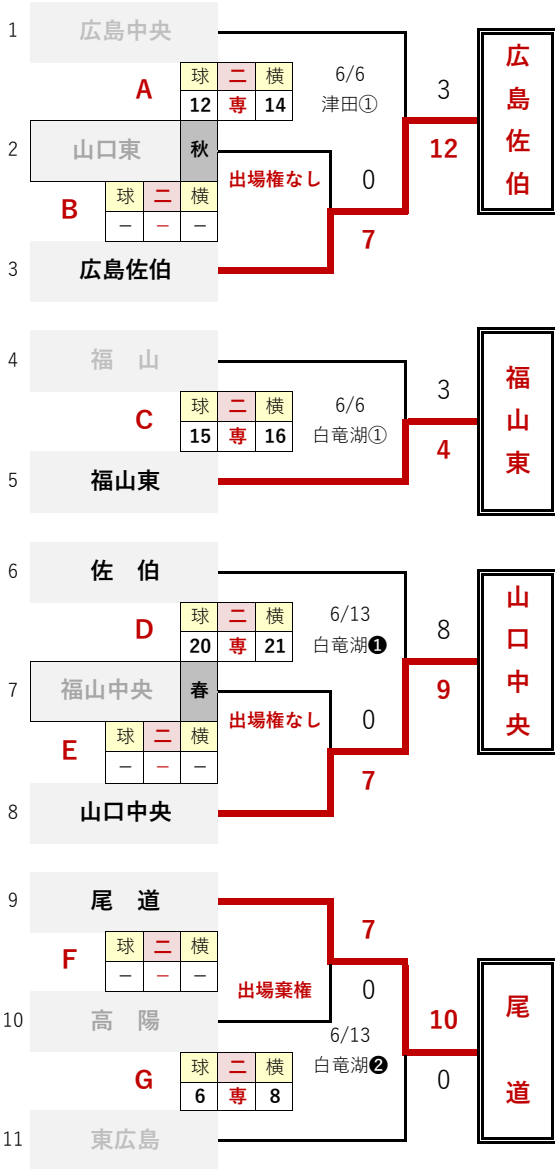 1 広島中央
A
球 二 横
12 専 14
6/6
津田①
3
12
広島佐伯
2 山口東 秋
出場権なし
0
7
B
球 二 横
― ― ―
3 広島佐伯
4 福 山
C
球 二 横
15 専 16
6/6
白竜湖①
3
4
福山東
5 福山東
6 佐 伯
D
球 二 横
20 専 21
6/13
白竜湖❶
8
9
山口中央
7 福山中央 春
出場権なし
0
7
E
球 二 横
― ― ―
8 山口中央
9 尾 道
F
球 二 横
― ― ―
7
0
出場棄権
10 高 陽
6/13
白竜湖❷
10
0
尾道
G
球 二 横
6 専 8
11 東広島